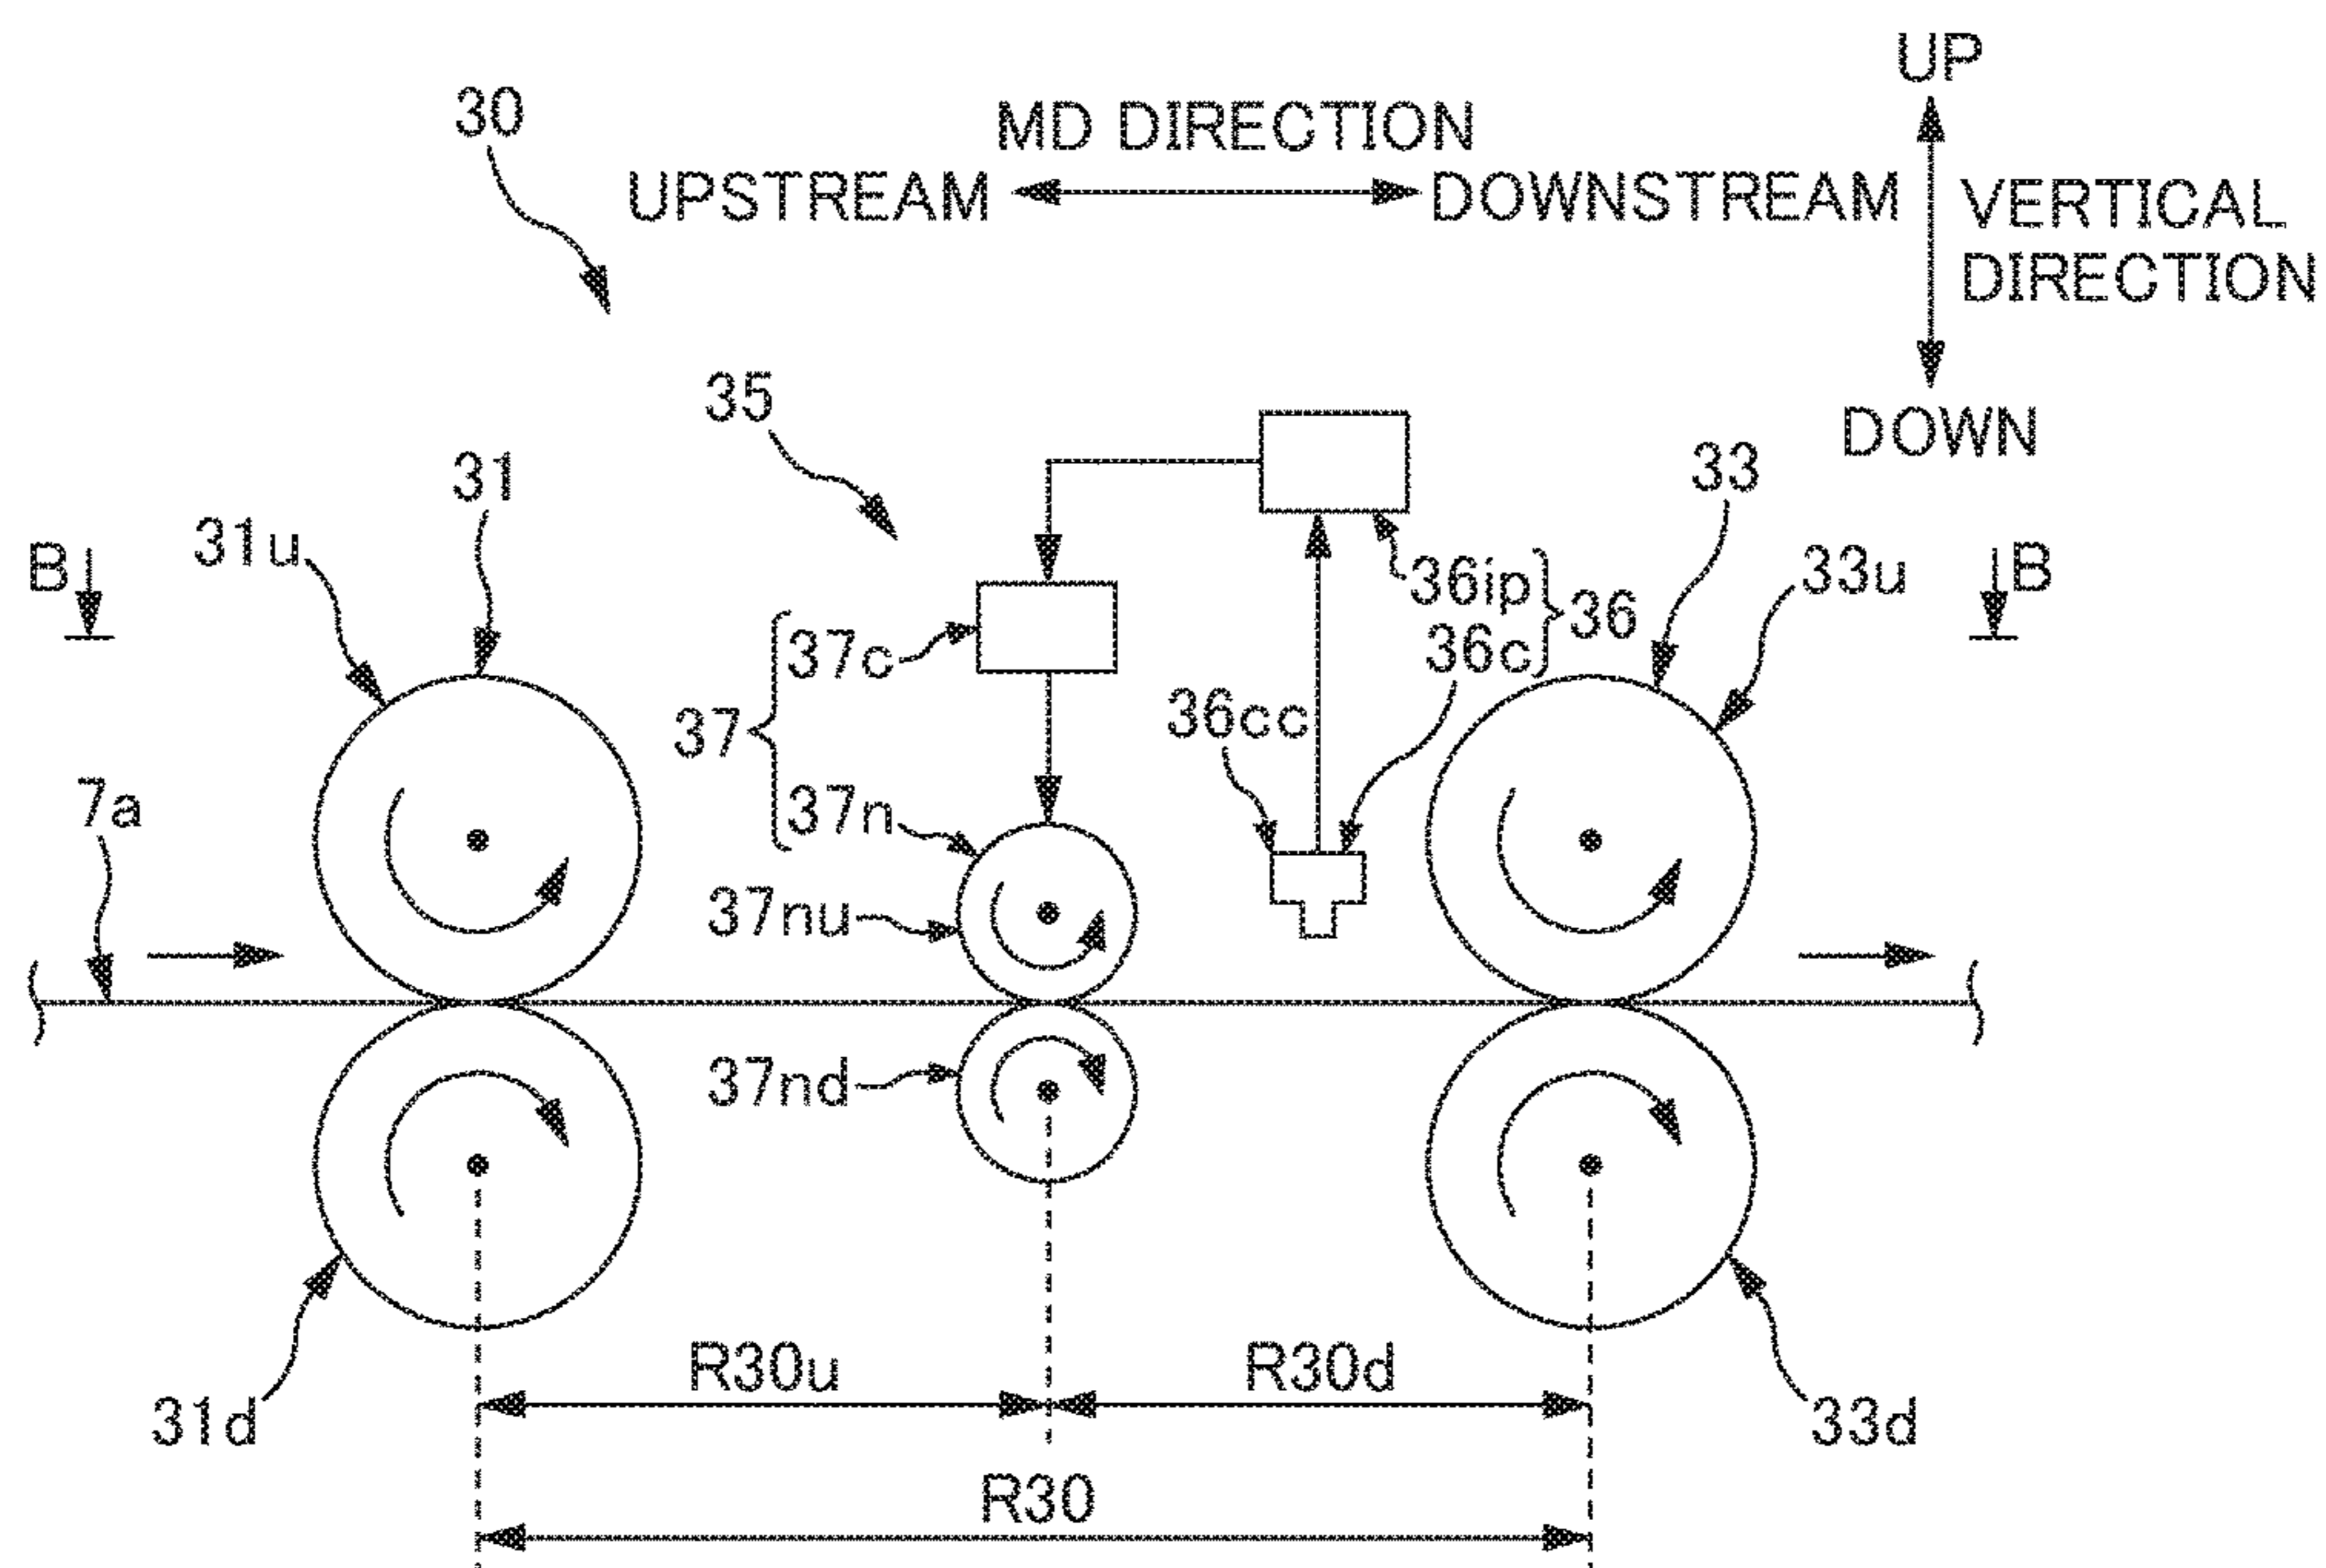 UP
30
MD DIRECTION
UPSTREAM
DOWNSTREAM
VERTICAL
DIRECTION
35
DOWN
31
33
31u
B
36ip
36c
36
33u
B
37c
37
36cc
7a
37n
37nu
37nd
R30u
R30d
31d
33d
R30